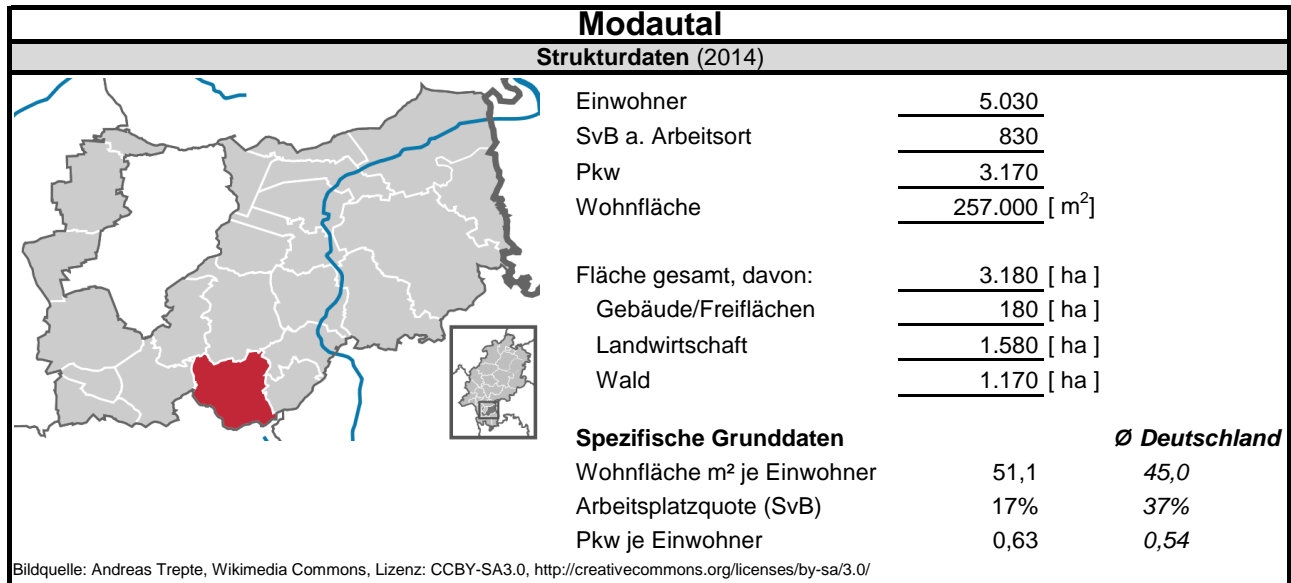 Modautal
Strukturdaten (2014)
Einwohner 5.030
SvB a. Arbeitsort 830
Pkw 3.170
Wohnfläche 257.000 [ m²]
Fläche gesamt, davon: 3.180 [ ha ]
Gebäude/Freiflächen 180 [ ha ]
Landwirtschaft 1.580 [ ha ]
Wald 1.170 [ ha ]
Spezifische Grunddaten Ø Deutschland
Wohnfläche m² je Einwohner 51,1 45,0
Arbeitsplatzquote (SvB) 17% 37%
Pkw je Einwohner 0,63 0,54
Bildquelle: Andreas Trepte, Wikimedia Commons, Lizenz: CCBY-SA3.0, http://creativecommons.org/licenses/by-sa/3.0/